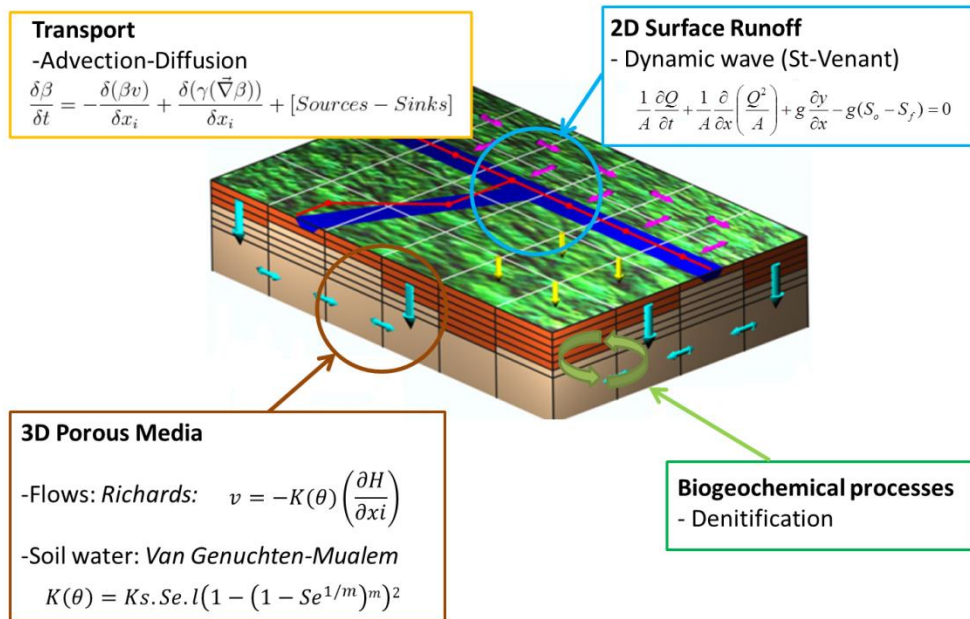 Transport
-Advection-Diffusion
δβ/δt = −δ(βv)/δx_i + δ(γ(∇⃗β))/δx_i + [Sources − Sinks]
2D Surface Runoff
- Dynamic wave (St-Venant)
1/A ∂Q/∂t + 1/A ∂/∂x (Q²/A) + g ∂y/∂x − g(S_o − S_f) = 0
3D Porous Media
-Flows: Richards: v = −K(θ) (∂H/∂xi)
-Soil water: Van Genuchten-Mualem
K(θ) = Ks.Se.l(1 − (1 − Se^{1/m})^m)^2
Biogeochemical processes
- Denitification